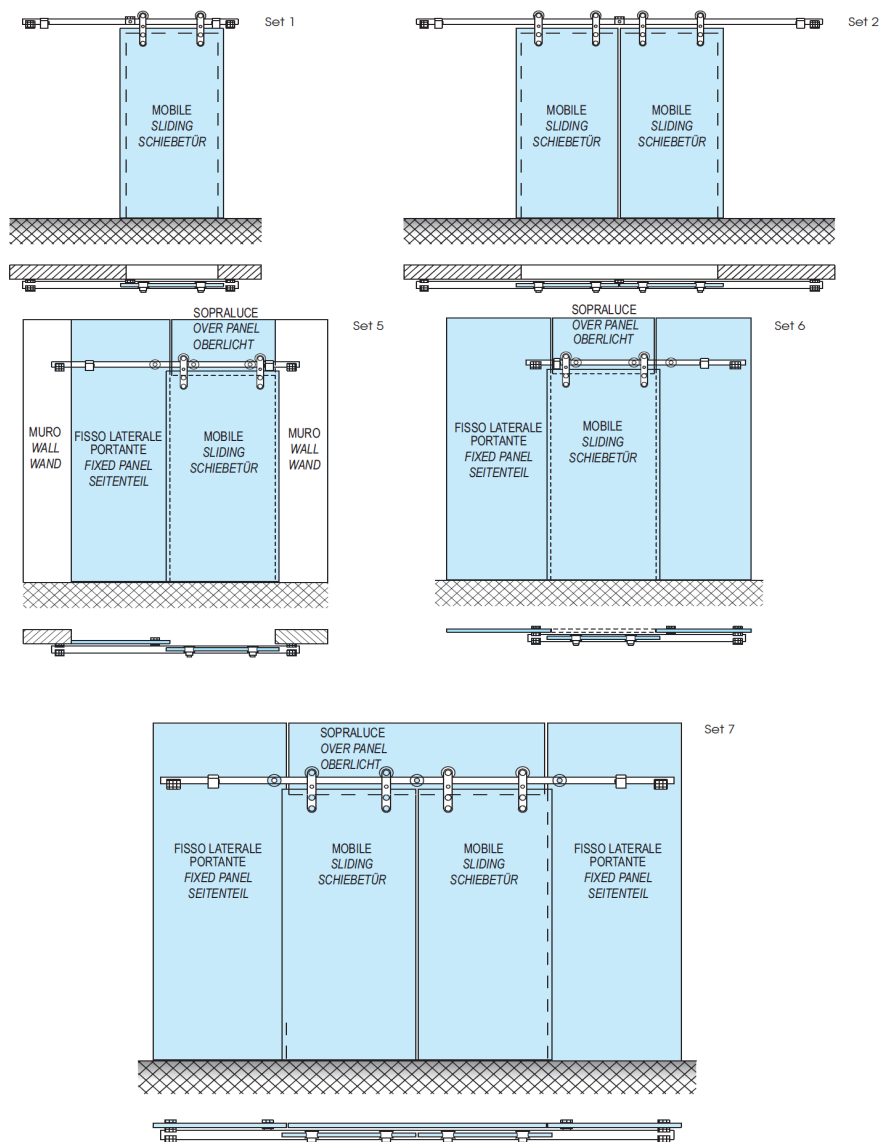 Set 1
MOBILE
SLIDING
SCHIEBETÜR
Set 2
MOBILE
SLIDING
SCHIEBETÜR
MOBILE
SLIDING
SCHIEBETÜR
Set 5
SOPRALUCE
OVER PANEL
OBERLICHT
MURO
WALL
WAND
FISSO LATERALE
PORTANTE
FIXED PANEL
SEITENTEIL
MOBILE
SLIDING
SCHIEBETÜR
MURO
WALL
WAND
Set 6
SOPRALUCE
OVER PANEL
OBERLICHT
FISSO LATERALE
PORTANTE
FIXED PANEL
SEITENTEIL
MOBILE
SLIDING
SCHIEBETÜR
Set 7
SOPRALUCE
OVER PANEL
OBERLICHT
FISSO LATERALE
PORTANTE
FIXED PANEL
SEITENTEIL
MOBILE
SLIDING
SCHIEBETÜR
MOBILE
SLIDING
SCHIEBETÜR
FISSO LATERALE
PORTANTE
FIXED PANEL
SEITENTEIL